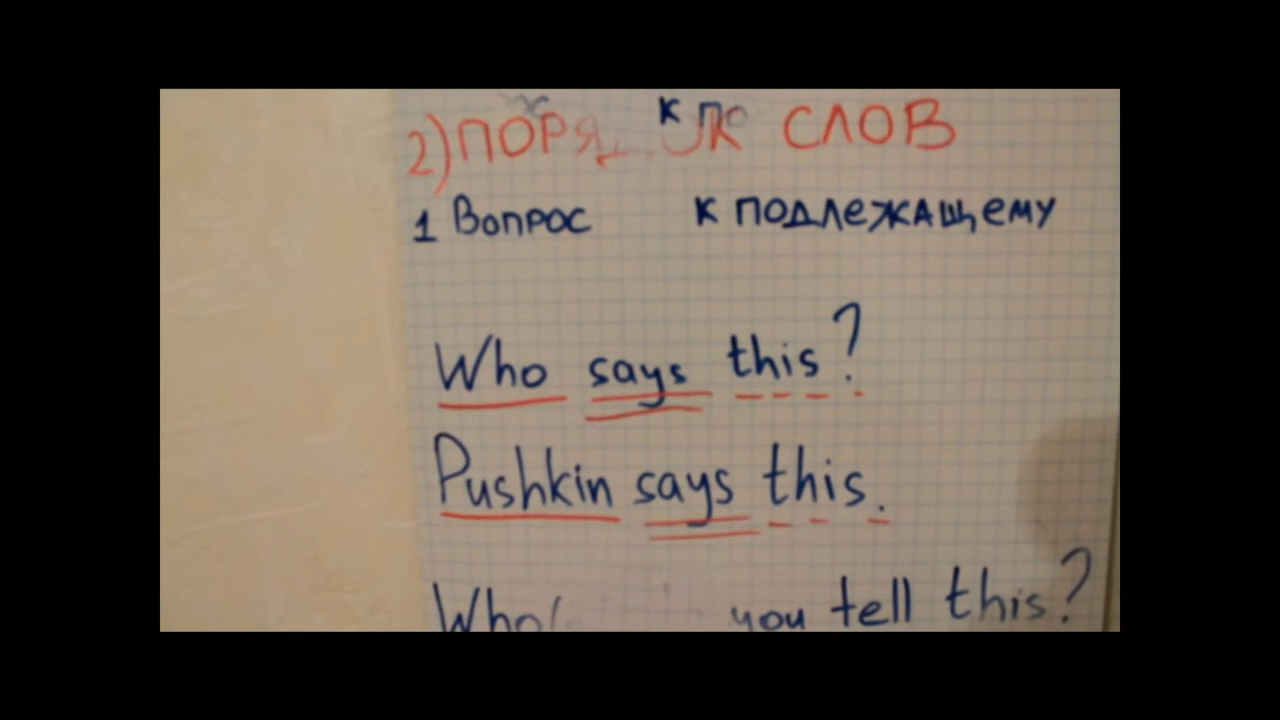 2) ПОРЯДОК СЛОВ
1 Вопрос к подлежащему
Who says this?
Pushkin says this.
you tell this?